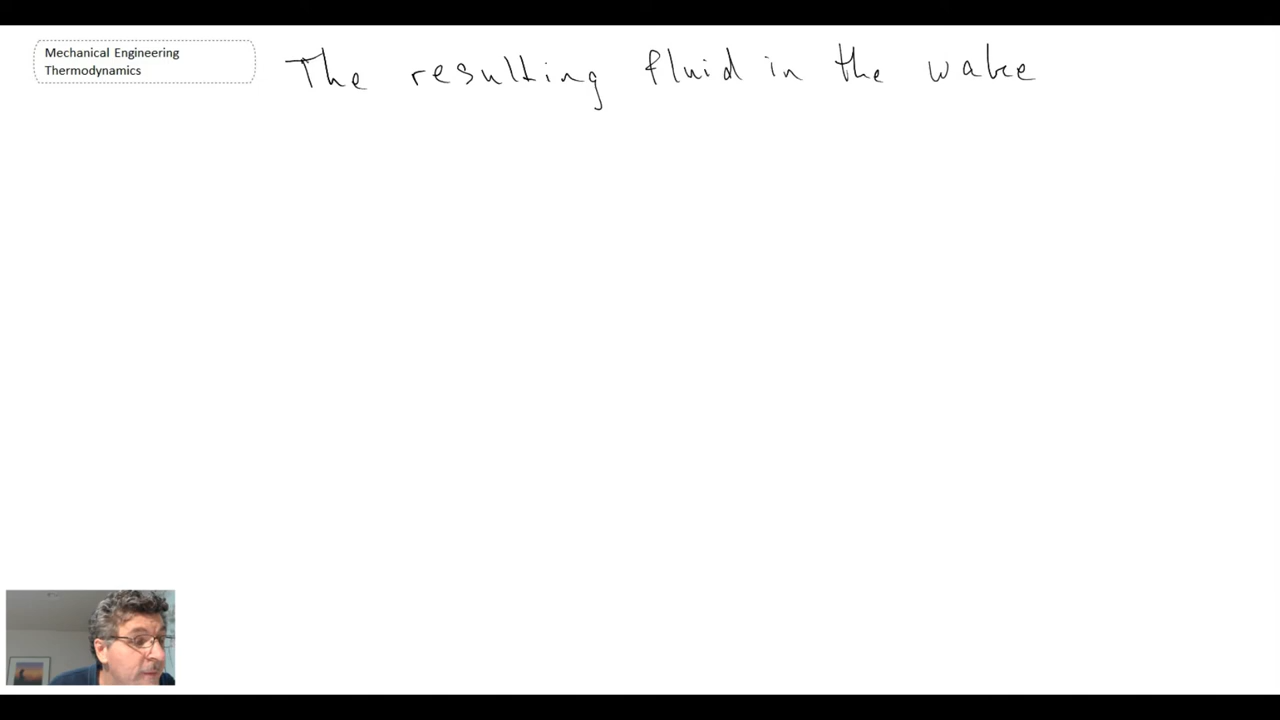 Mechanical Engineering
Thermodynamics
The resulting fluid in the wake